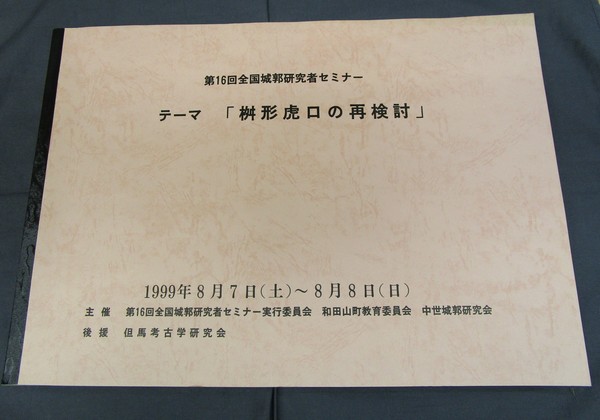 第16回全国城郭研究者セミナー
テーマ 「桝形虎口の再検討」
1999年8月7日(土)～8月8日(日)
主催 第16回全国城郭研究者セミナー実行委員会 和田山町教育委員会 中世城郭研究会
後援 但馬考古学研究会